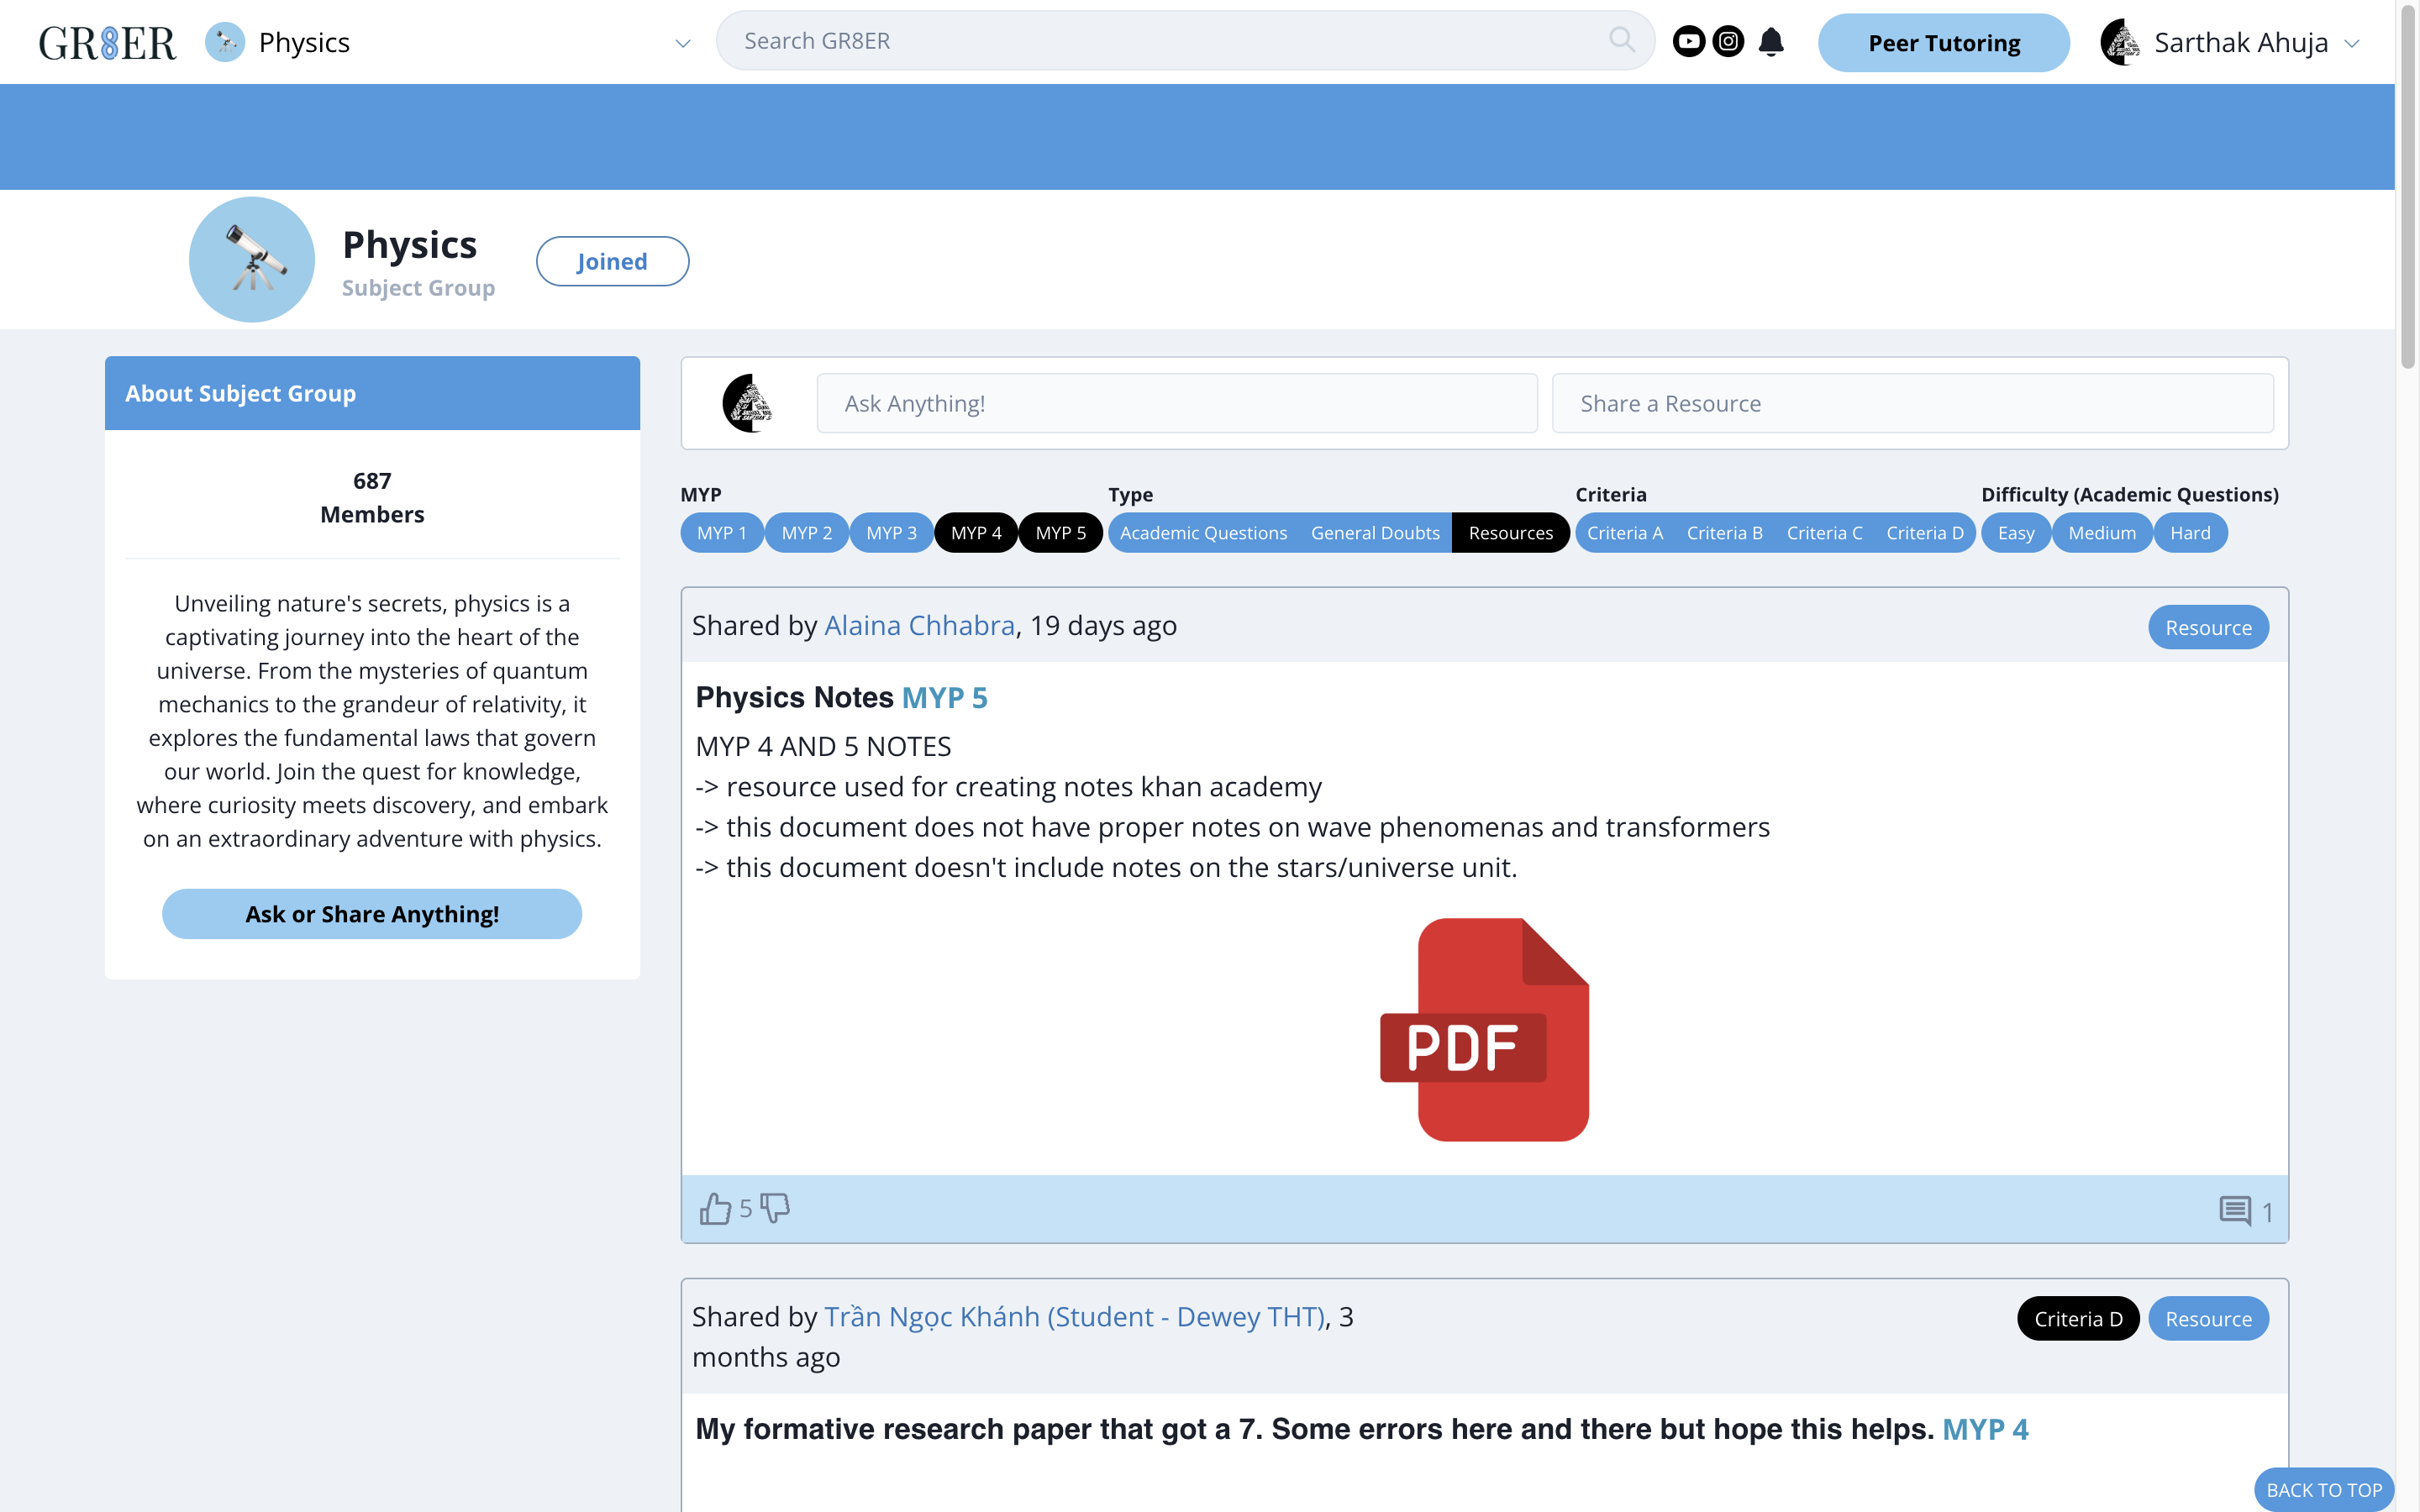 GR8ER
Physics
Search GR8ER
Peer Tutoring
Sarthak Ahuja
Physics
Subject Group
Joined
About Subject Group
687
Members
Unveiling nature's secrets, physics is a
captivating journey into the heart of the
universe. From the mysteries of quantum
mechanics to the grandeur of relativity, it
explores the fundamental laws that govern
our world. Join the quest for knowledge,
where curiosity meets discovery, and embark
on an extraordinary adventure with physics.
Ask or Share Anything!
Ask Anything!
Share a Resource
MYP
MYP 1 MYP 2 MYP 3 MYP 4 MYP 5
Type
Academic Questions General Doubts Resources
Criteria
Criteria A Criteria B Criteria C Criteria D
Difficulty (Academic Questions)
Easy Medium Hard
Shared by Alaina Chhabra, 19 days ago
Resource
Physics Notes MYP 5
MYP 4 AND 5 NOTES
-> resource used for creating notes khan academy
-> this document does not have proper notes on wave phenomenas and transformers
-> this document doesn't include notes on the stars/universe unit.
PDF
5
1
Shared by Trần Ngọc Khánh (Student - Dewey THT), 3
months ago
Criteria D
Resource
My formative research paper that got a 7. Some errors here and there but hope this helps. MYP 4
BACK TO TOP